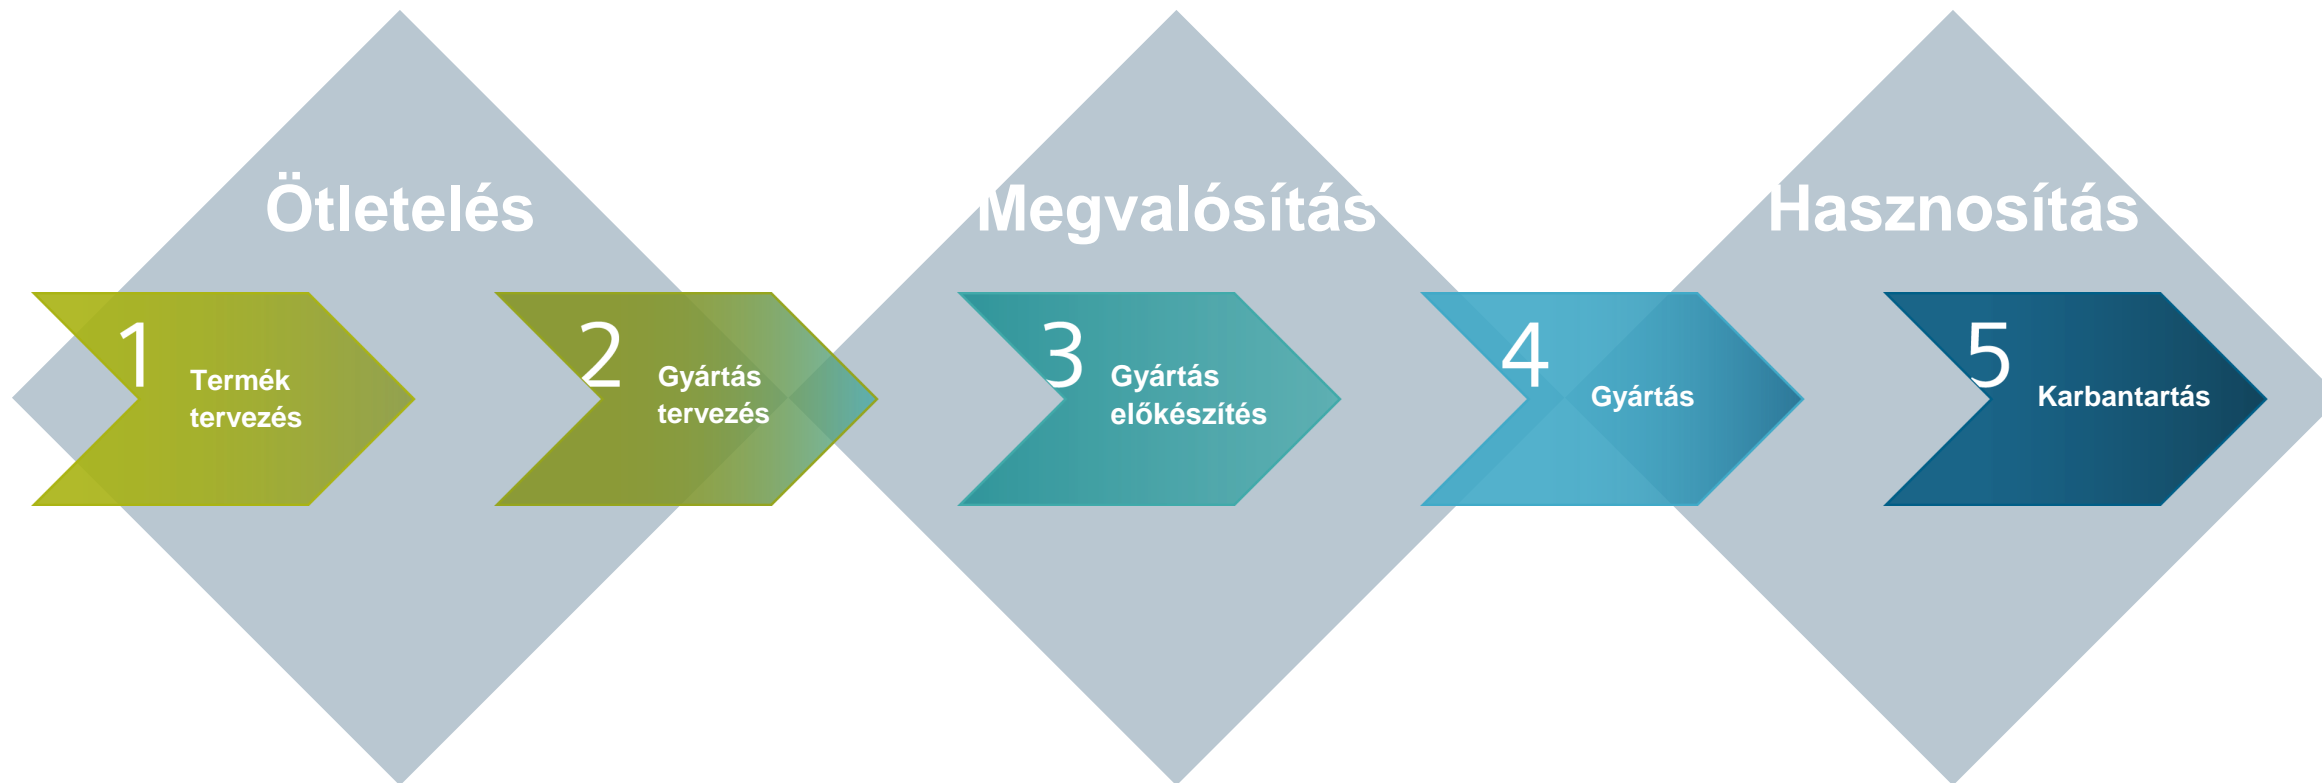 Ötletelés
Megvalósítás
Hasznosítás
1
Termék
tervezés
2
Gyártás
tervezés
3
Gyártás
előkészítés
4
Gyártás
5
Karbantartás